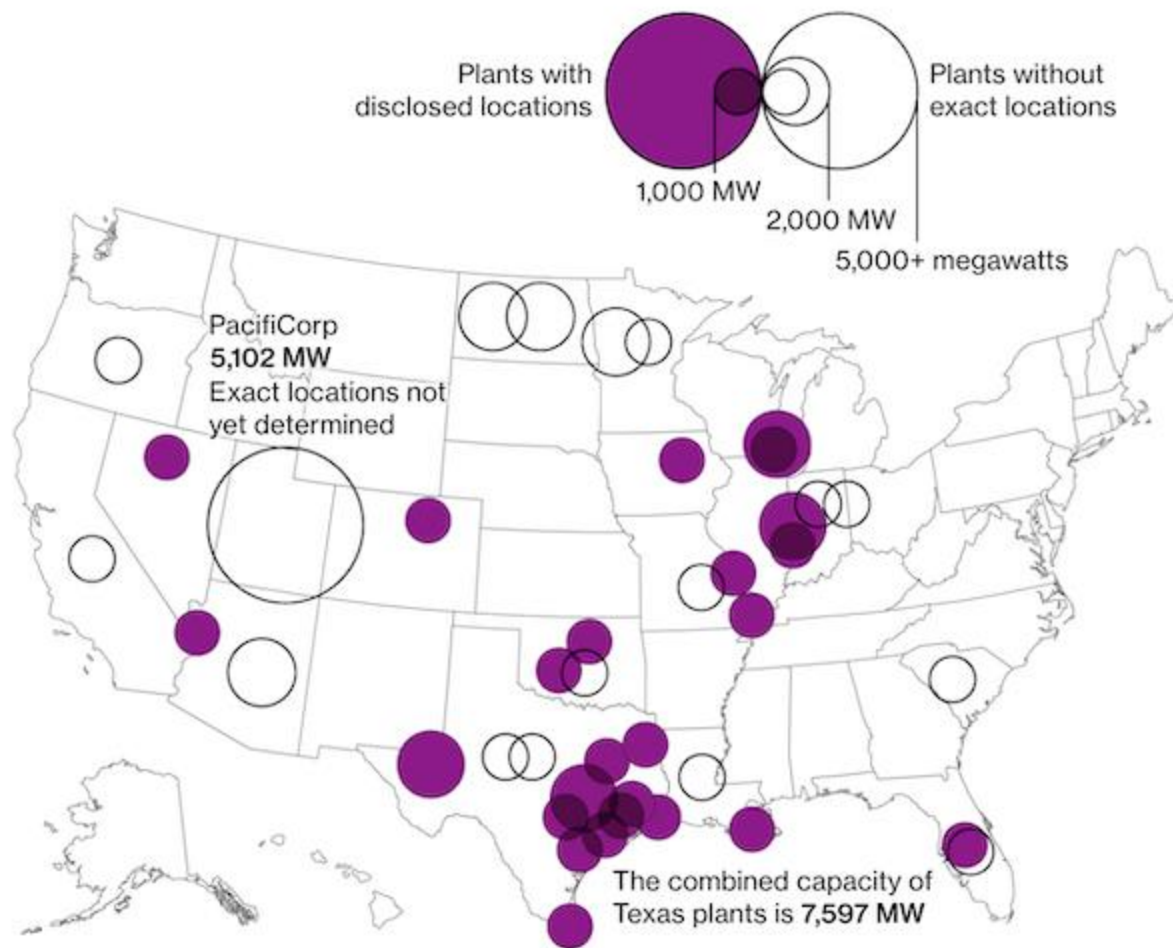 Plants with
disclosed locations
Plants without
exact locations
1,000 MW
2,000 MW
5,000+ megawatts
PacifiCorp
5,102 MW
Exact locations not
yet determined
The combined capacity of
Texas plants is 7,597 MW